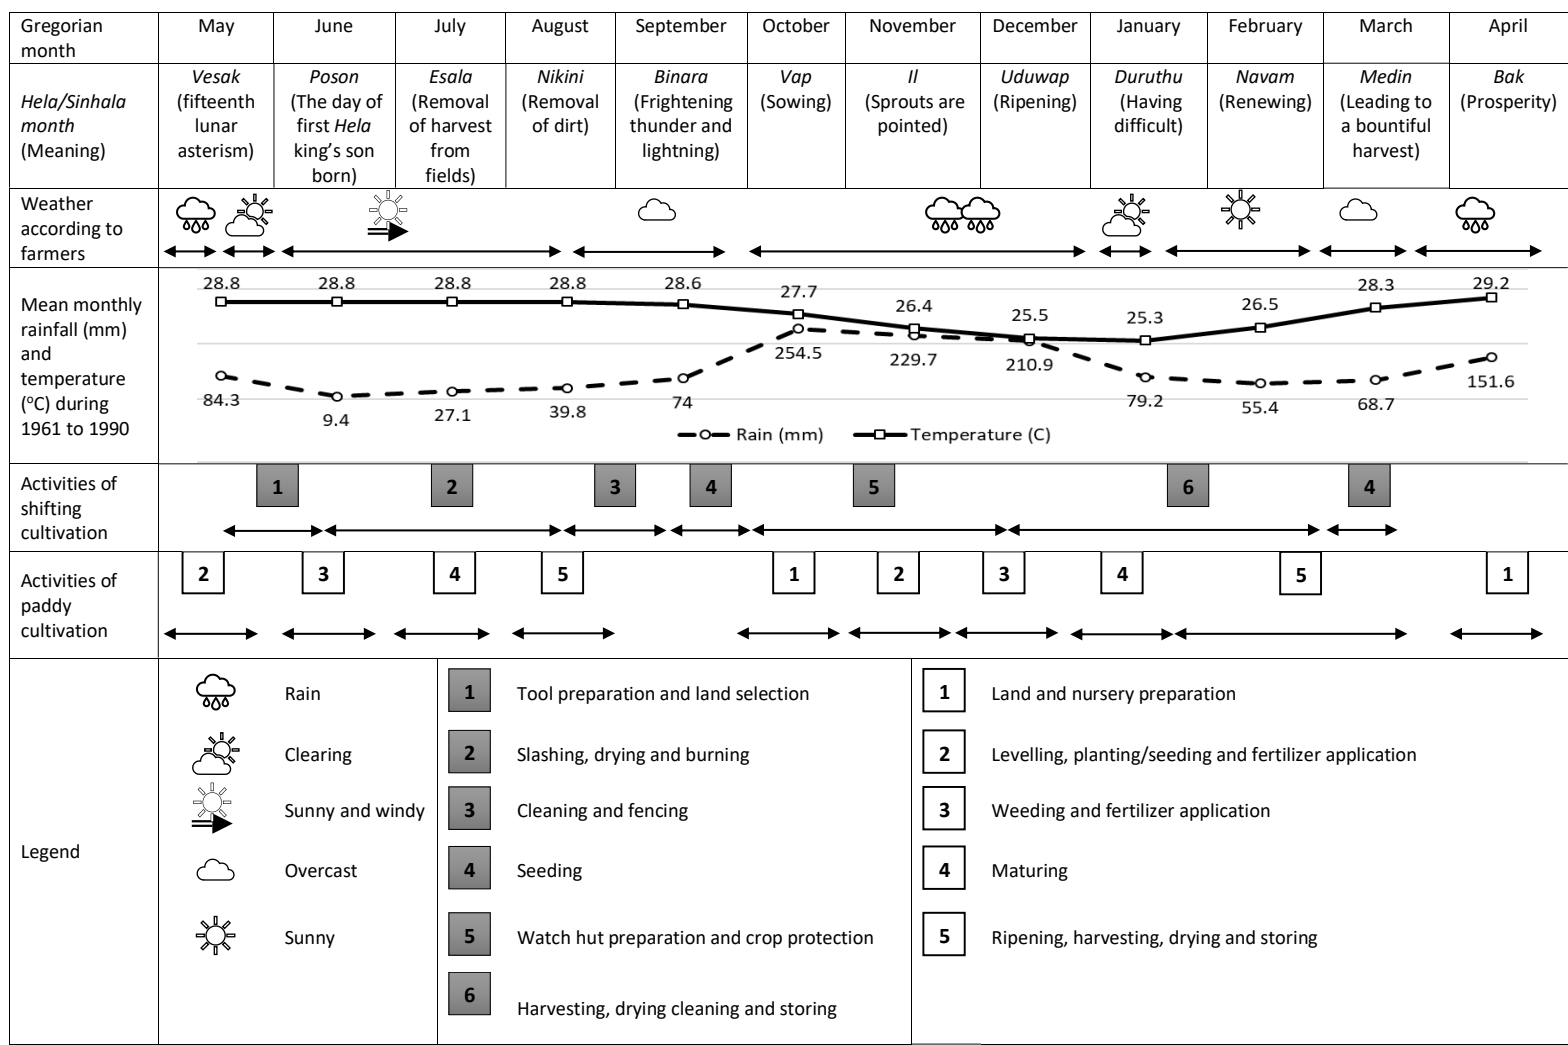 Gregorian
month
May
June
July
August
September
October
November
December
January
February
March
April
Hela/Sinhala
month
(Meaning)
Vesak
(fifteenth
lunar
asterism)
Poson
(The day of
first Hela
king's son
born)
Esala
(Removal
of harvest
from
fields)
Nikini
(Removal
of dirt)
Binara
(Frightening
thunder and
lightning)
Vap
(Sowing)
Il
(Sprouts are
pointed)
Uduwap
(Ripening)
Duruthu
(Having
difficult)
Navam
(Renewing)
Medin
(Leading to
a bountiful
harvest)
Bak
(Prosperity)
Weather
according to
farmers
Mean monthly
rainfall (mm)
and
temperature
(°C) during
1961 to 1990
28.8
28.8
28.8
28.8
28.6
27.7
26.4
25.5
25.3
26.5
28.3
29.2
84.3
9.4
27.1
39.8
74
254.5
229.7
210.9
79.2
55.4
68.7
151.6
Rain (mm)
Temperature (C)
Activities of
shifting
cultivation
1
2
3
4
5
6
4
Activities of
paddy
cultivation
2
3
4
5
1
2
3
4
5
1
Legend
Rain
Clearing
Sunny and windy
Overcast
Sunny
1 Tool preparation and land selection
2 Slashing, drying and burning
3 Cleaning and fencing
4 Seeding
5 Watch hut preparation and crop protection
6 Harvesting, drying cleaning and storing
1 Land and nursery preparation
2 Levelling, planting/seeding and fertilizer application
3 Weeding and fertilizer application
4 Maturing
5 Ripening, harvesting, drying and storing